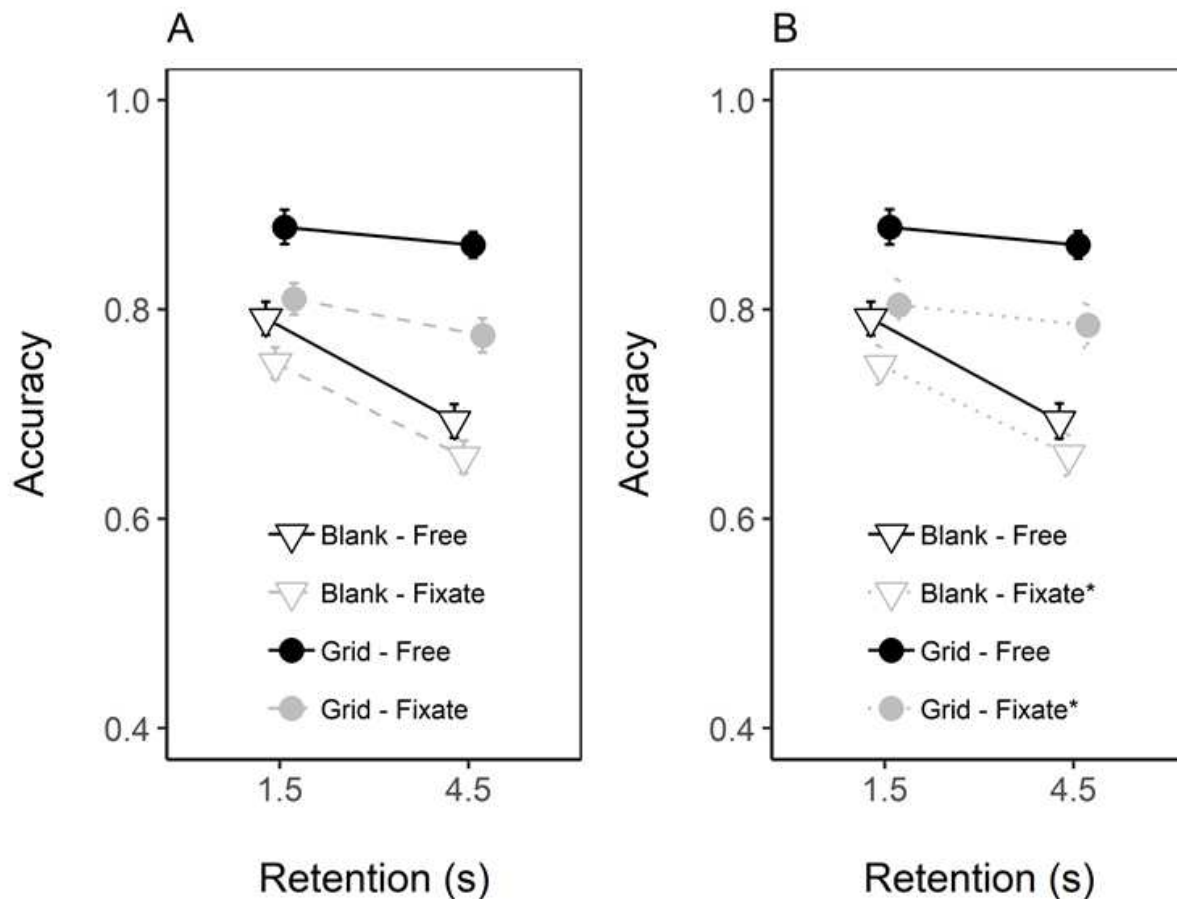 A
1.0
0.8
0.6
0.4
Accuracy
Blank - Free
Blank - Fixate
Grid - Free
Grid - Fixate
1.5 4.5
Retention (s)
B
1.0
0.8
0.6
0.4
Accuracy
Blank - Free
Blank - Fixate*
Grid - Free
Grid - Fixate*
1.5 4.5
Retention (s)